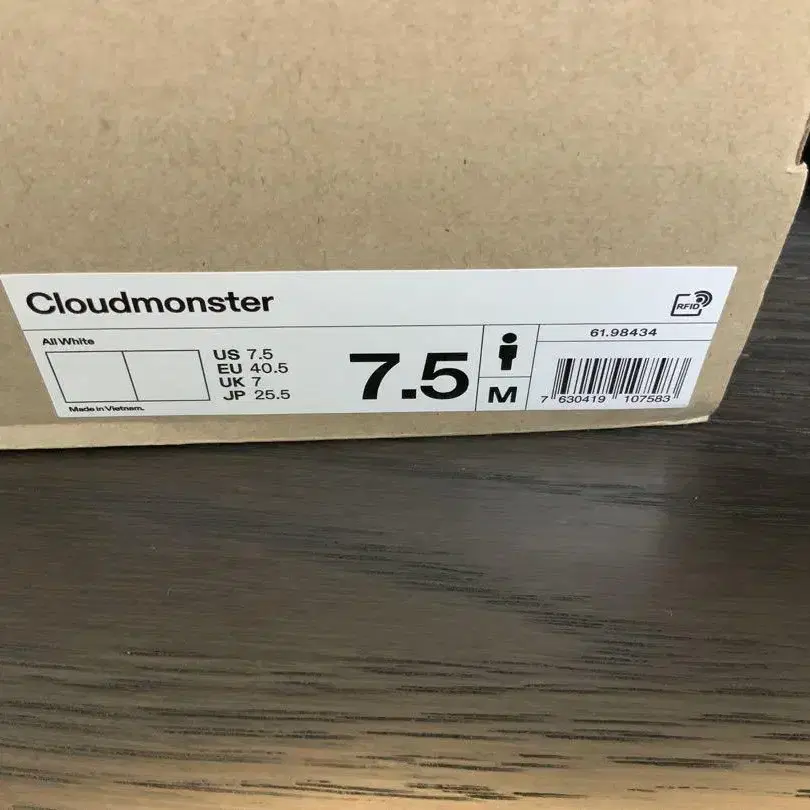 Cloudmonster
RFID
All White
US 7.5
EU 40.5
UK 7
JP 25.5
Made in Vietnam.
7.5
M
61.98434
7 630419 107583